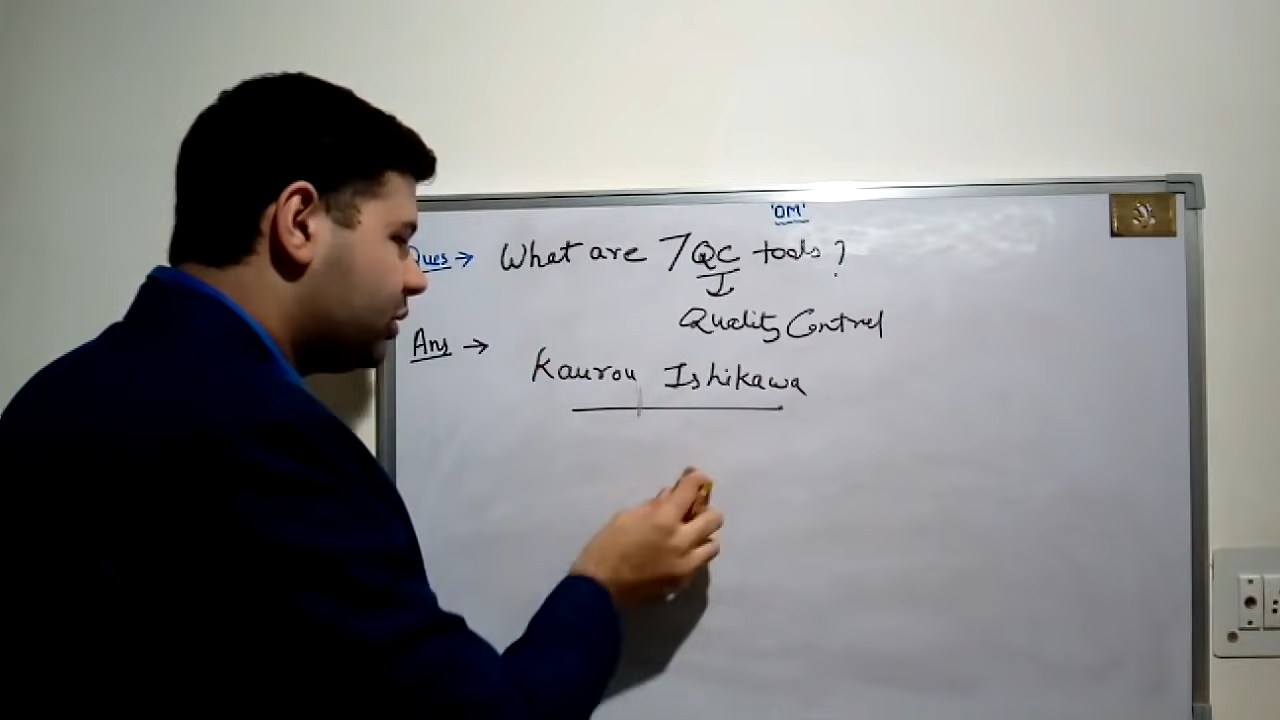 'OM'
Ques → What are 7 QC tools ?
Quality Control
Ans →
Kaurou Ishikawa